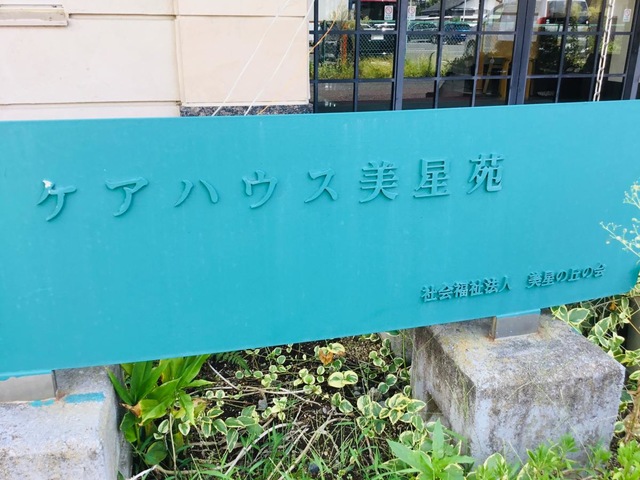 ケアハウス美星苑
社会福祉法人 美星の丘の会